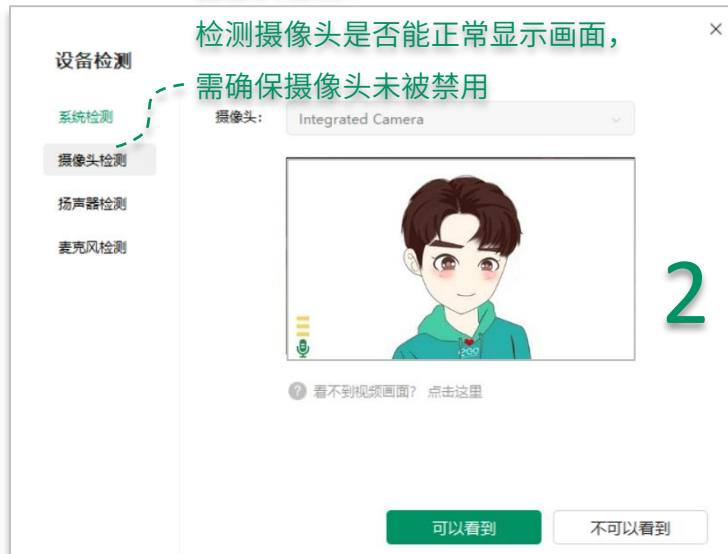 检测摄像头是否能正常显示画面，
需确保摄像头未被禁用
×
设备检测
系统检测
摄像头检测
扬声器检测
麦克风检测
摄像头：
Integrated Camera
2
? 看不到视频画面？ 点击这里
可以看到
不可以看到